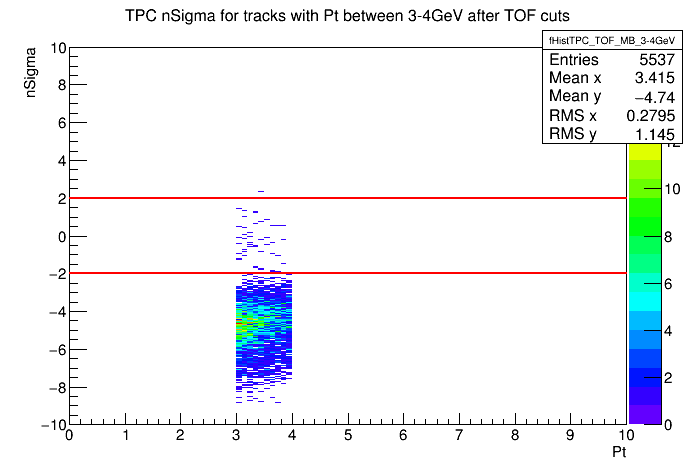 TPC nSigma for tracks with Pt between 3-4GeV after TOF cuts
nSigma
fHistTPC_TOF_MB_3-4GeV
Entries 5537
Mean x 3.415
Mean y −4.74
RMS x 0.2795
RMS y 1.145
10
8
6
4
2
0
−2
−4
−6
−8
−10
0 1 2 3 4 5 6 7 8 9 10
Pt
12
10
8
6
4
2
0